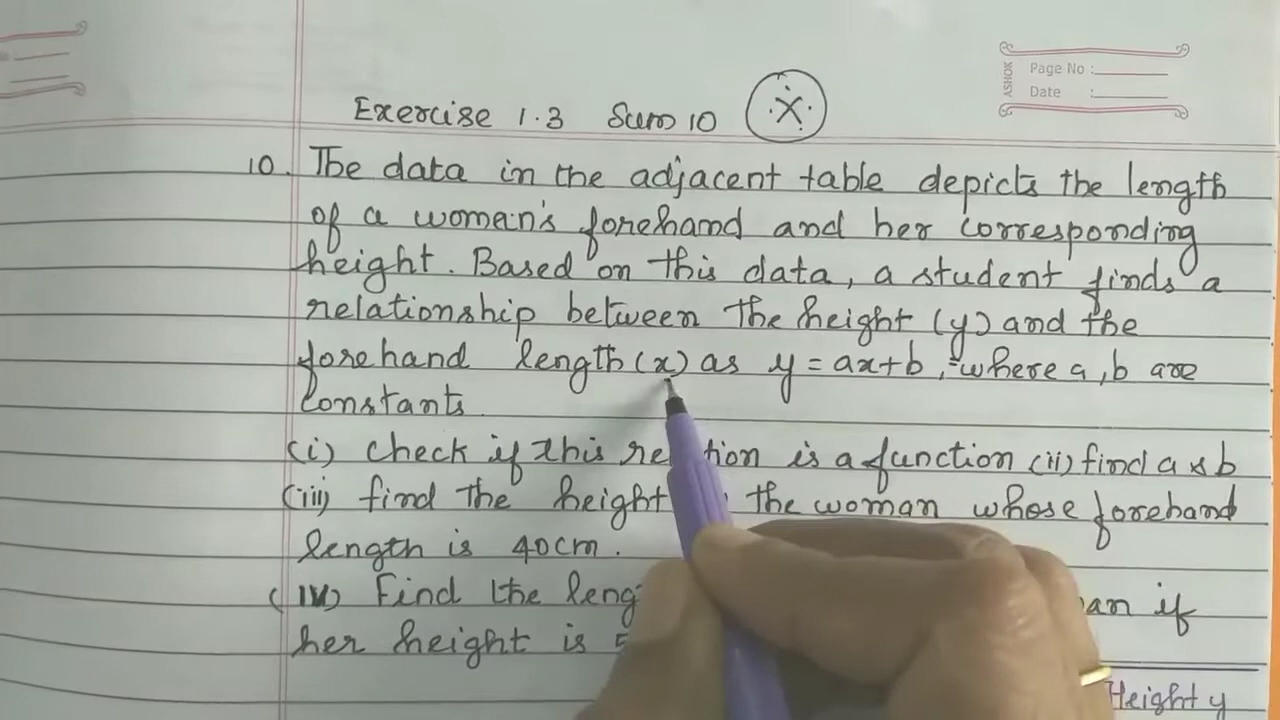 ASHOK
Page No :
Date :
Exercise 1.3 Sum 10
10. The data in the adjacent table depicts the length
of a woman's forehand and her corresponding
height. Based on this data, a student finds a
relationship between the height (y) and the
forehand length (x) as y = ax+b, where a, b are
constants.
(i) check if this relation is a function (ii) find a & b
(iii) find the height the woman whose forehand
length is 40cm.
(iv) Find the leng if
her height is
Height y